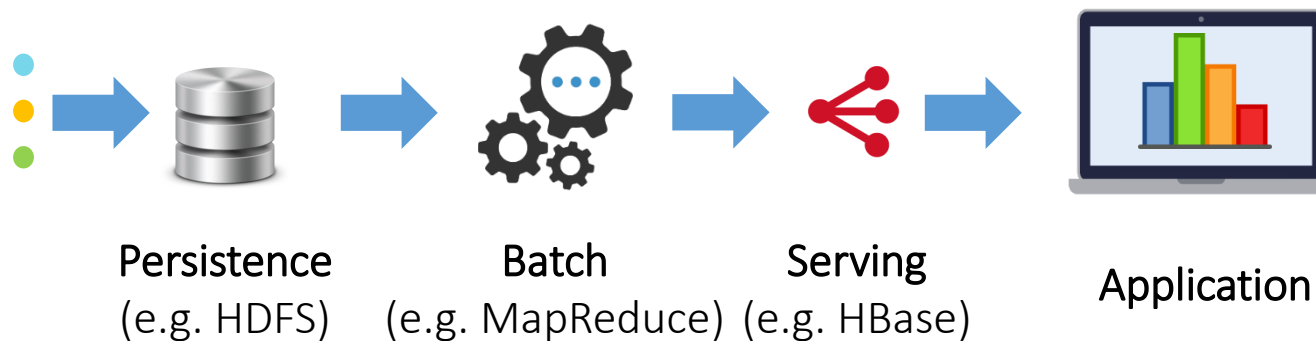 Persistence
(e.g. HDFS)
Batch
(e.g. MapReduce)
Serving
(e.g. HBase)
Application